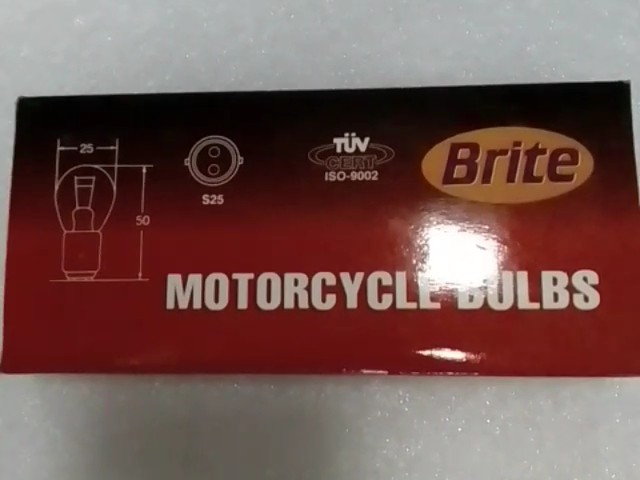 25
50
S25
TÜV
CERT
ISO-9002
Brite
MOTORCYCLE BULBS